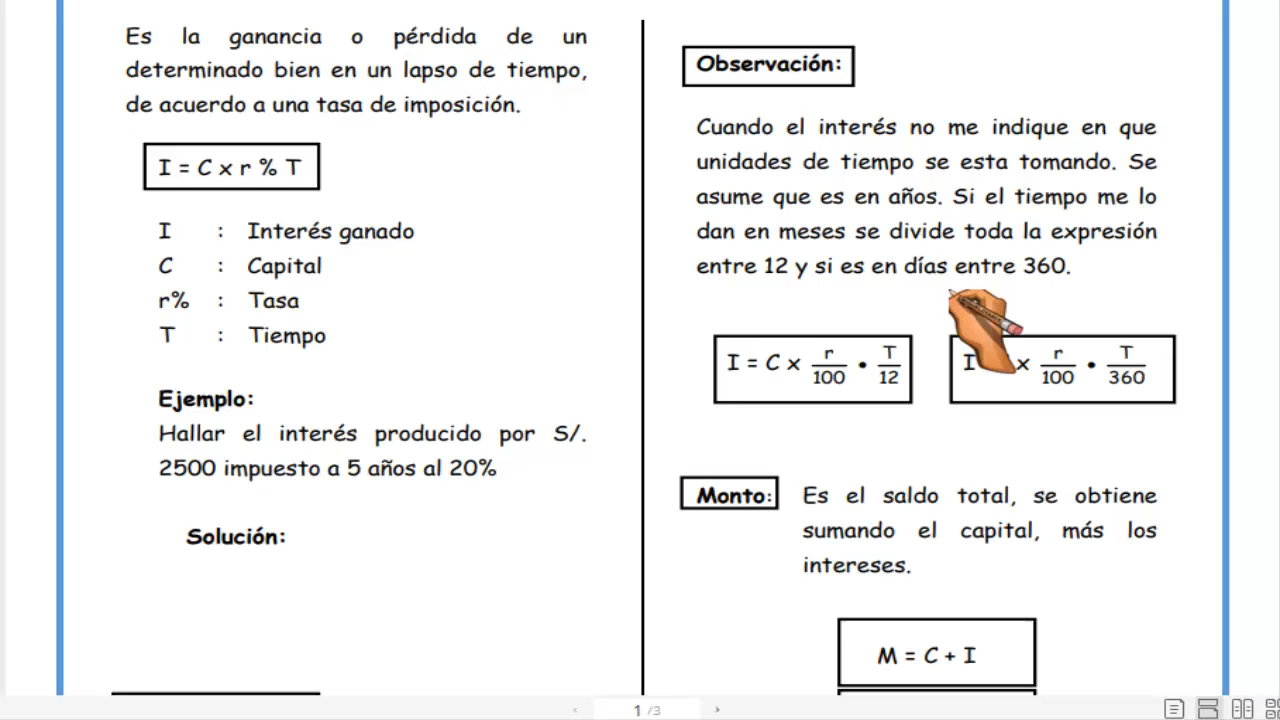 Es la ganancia o pérdida de un
determinado bien en un lapso de tiempo,
de acuerdo a una tasa de imposición.
I = C x r % T
I : Interés ganado
C : Capital
r% : Tasa
T : Tiempo
Ejemplo:
Hallar el interés producido por S/.
2500 impuesto a 5 años al 20%
Solución:
Observación:
Cuando el interés no me indique en que
unidades de tiempo se esta tomando. Se
asume que es en años. Si el tiempo me lo
dan en meses se divide toda la expresión
entre 12 y si es en días entre 360.
I = C x r/100 • T/12
I x r/100 • T/360
Monto: Es el saldo total, se obtiene
sumando el capital, más los
intereses.
M = C + I
1 /3